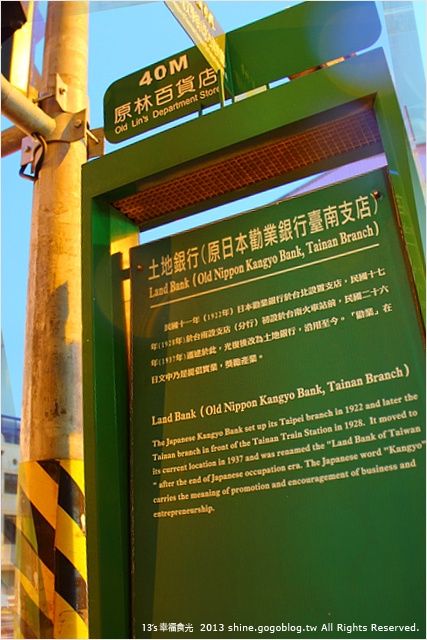 40M
原林百貨店
Old Lin's Department Store
土地銀行(原日本勸業銀行臺南支店)
Land Bank (Old Nippon Kangyo Bank, Tainan Branch)
民國十一年（1922年）日本勸業銀行於台北設置支店，民國十七
年(1928年)於台南設支店（分行）初設於台南火車站前，民國二十六
年(1937年)遷建於此，光復後改為土地銀行，沿用至今。「勸業」在
日文中乃是提倡實業，獎勵產業。
Land Bank (Old Nippon Kangyo Bank, Tainan Branch)
The Japanese Kangyo Bank set up its Taipei branch in 1922 and later the
Tainan branch in front of the Tainan Train Station in 1928. It moved to
its current location in 1937 and was renamed the "Land Bank of Taiwan
" after the end of Japanese occupation era. The Japanese word "Kangyo"
carries the meaning of promotion and encouragement of business and
entrepreneurship.
13's幸福食光 2013 shine.gogoblog.tw All Rights Reserved.